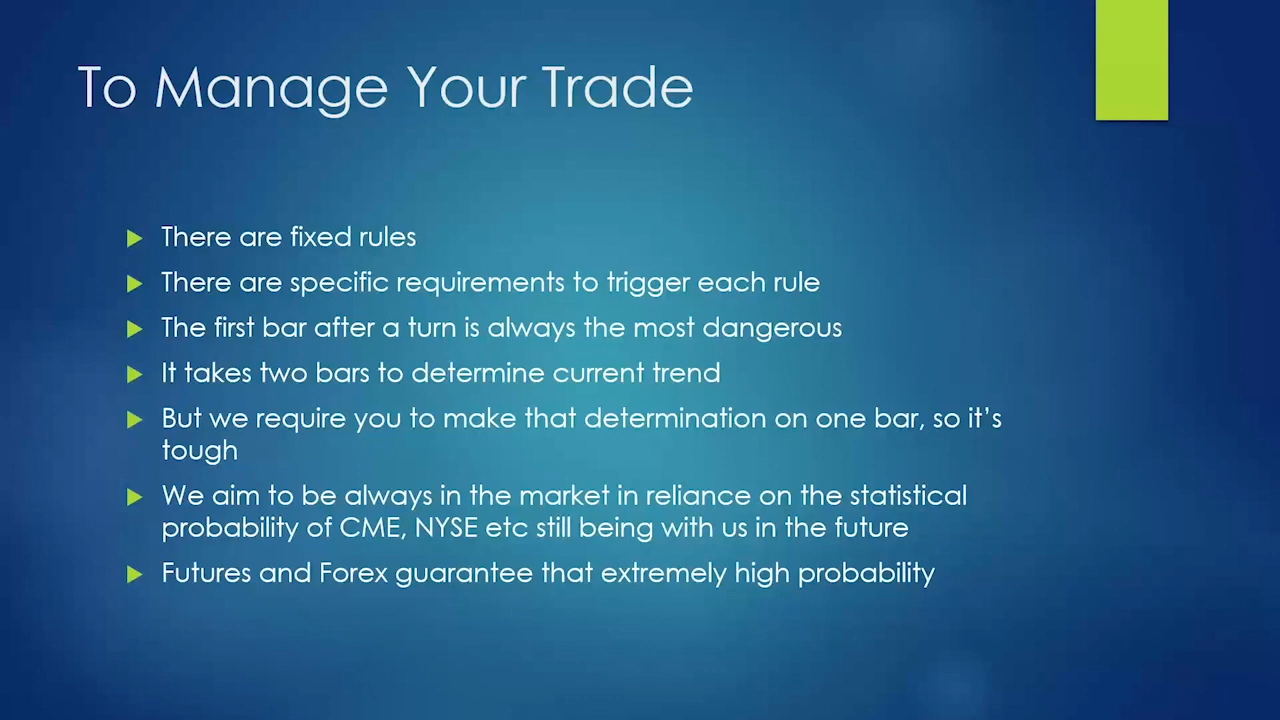 To Manage Your Trade
There are fixed rules
There are specific requirements to trigger each rule
The first bar after a turn is always the most dangerous
It takes two bars to determine current trend
But we require you to make that determination on one bar, so it’s
tough
We aim to be always in the market in reliance on the statistical
probability of CME, NYSE etc still being with us in the future
Futures and Forex guarantee that extremely high probability